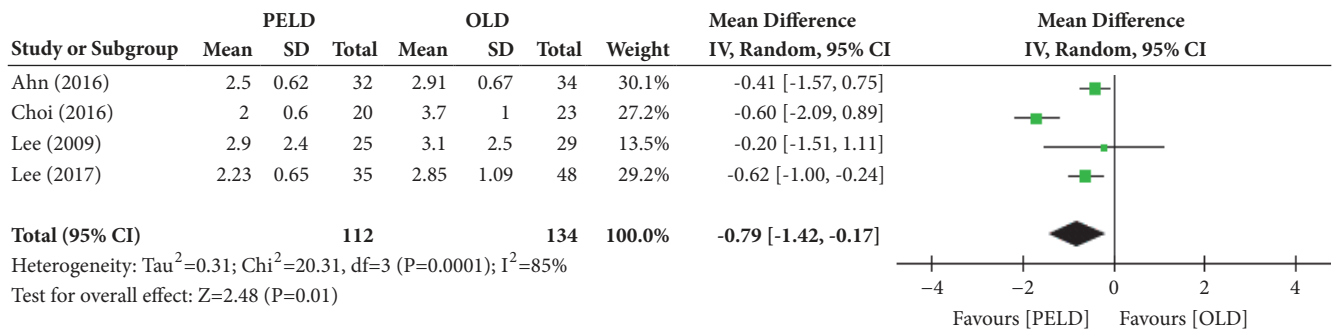 PELD OLD Mean Difference Mean Difference
Study or Subgroup Mean SD Total Mean SD Total Weight IV, Random, 95% CI IV, Random, 95% CI
Ahn (2016) 2.5 0.62 32 2.91 0.67 34 30.1% -0.41 [-1.57, 0.75]
Choi (2016) 2 0.6 20 3.7 1 23 27.2% -0.60 [-2.09, 0.89]
Lee (2009) 2.9 2.4 25 3.1 2.5 29 13.5% -0.20 [-1.51, 1.11]
Lee (2017) 2.23 0.65 35 2.85 1.09 48 29.2% -0.62 [-1.00, -0.24]
Total (95% CI) 112 134 100.0% -0.79 [-1.42, -0.17]
Heterogeneity: Tau²=0.31; Chi²=20.31, df=3 (P=0.0001); I²=85%
Test for overall effect: Z=2.48 (P=0.01)
−4 −2 0 2 4
Favours [PELD] Favours [OLD]